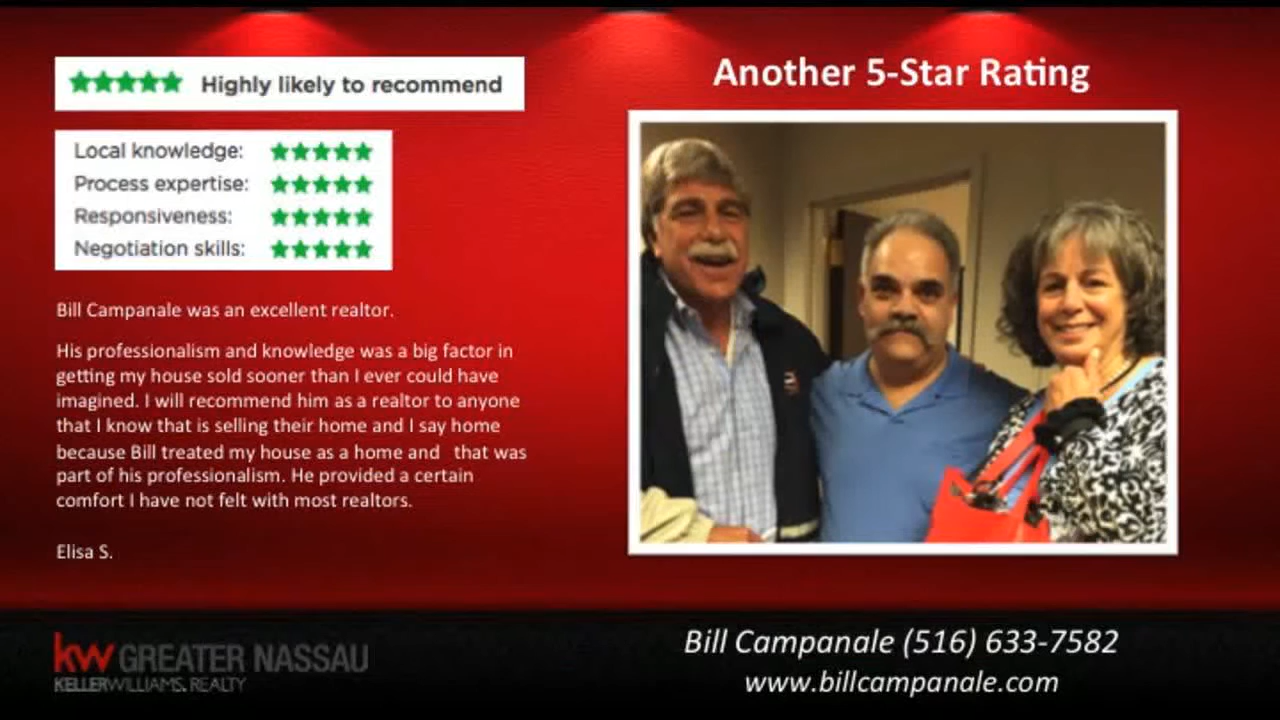 Highly likely to recommend
Local knowledge:
Process expertise:
Responsiveness:
Negotiation skills:
Bill Campanale was an excellent realtor.
His professionalism and knowledge was a big factor in
getting my house sold sooner than I ever could have
imagined. I will recommend him as a realtor to anyone
that I know that is selling their home and I say home
because Bill treated my house as a home and that was
part of his professionalism. He provided a certain
comfort I have not felt with most realtors.
Elisa S.
Another 5-Star Rating
kw GREATER NASSAU
KELLERWILLIAMS. REALTY
Bill Campanale (516) 633-7582
www.billcampanale.com